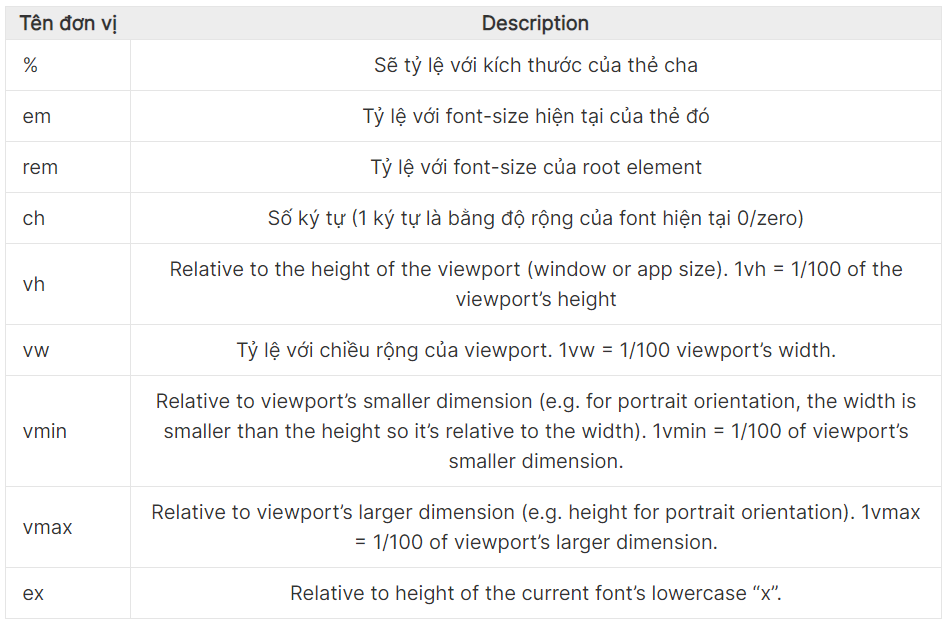 Tên đơn vị Description
% Sẽ tỷ lệ với kích thước của thẻ cha
em Tỷ lệ với font-size hiện tại của thẻ đó
rem Tỷ lệ với font-size của root element
ch Số ký tự (1 ký tự là bằng độ rộng của font hiện tại 0/zero)
vh Relative to the height of the viewport (window or app size). 1vh = 1/100 of the
viewport’s height
vw Tỷ lệ với chiều rộng của viewport. 1vw = 1/100 viewport’s width.
vmin Relative to viewport’s smaller dimension (e.g. for portrait orientation, the width is
smaller than the height so it’s relative to the width). 1vmin = 1/100 of viewport’s
smaller dimension.
vmax Relative to viewport’s larger dimension (e.g. height for portrait orientation). 1vmax
= 1/100 of viewport’s larger dimension.
ex Relative to height of the current font’s lowercase “x”.